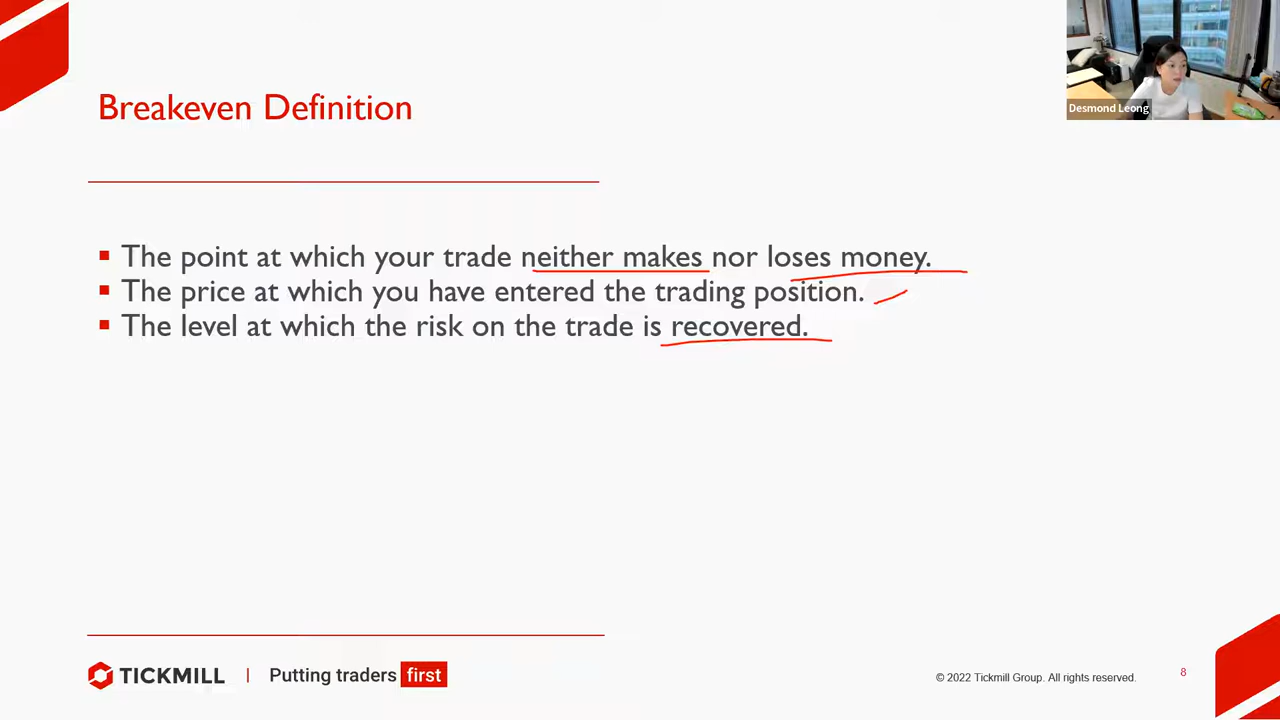 Desmond Leong
Breakeven Definition
The point at which your trade neither makes nor loses money.
The price at which you have entered the trading position.
The level at which the risk on the trade is recovered.
TICKMILL | Putting traders first
© 2022 Tickmill Group. All rights reserved.
8